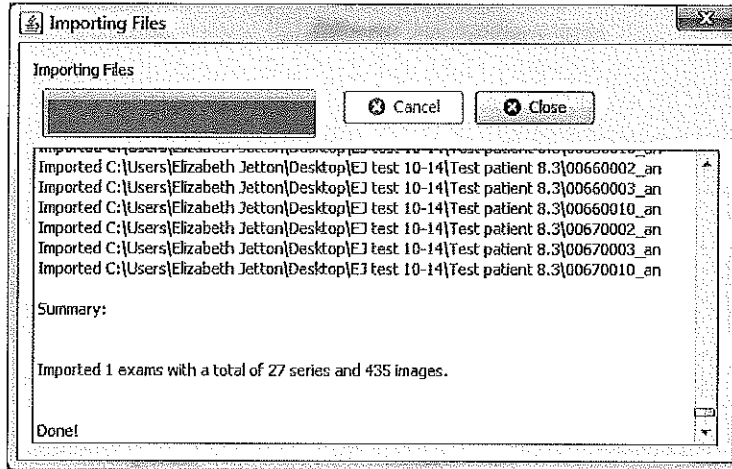 Importing Files
Importing Files
Cancel
Close
Imported C:\Users\Elizabeth Jetton\Desktop\EJ test 10-14\Test patient 8.3\00660002_an
Imported C:\Users\Elizabeth Jetton\Desktop\EJ test 10-14\Test patient 8.3\00660003_an
Imported C:\Users\Elizabeth Jetton\Desktop\EJ test 10-14\Test patient 8.3\00660010_an
Imported C:\Users\Elizabeth Jetton\Desktop\EJ test 10-14\Test patient 8.3\00670002_an
Imported C:\Users\Elizabeth Jetton\Desktop\EJ test 10-14\Test patient 8.3\00670003_an
Imported C:\Users\Elizabeth Jetton\Desktop\EJ test 10-14\Test patient 8.3\00670010_an
Summary:
Imported 1 exams with a total of 27 series and 435 images.
Done!